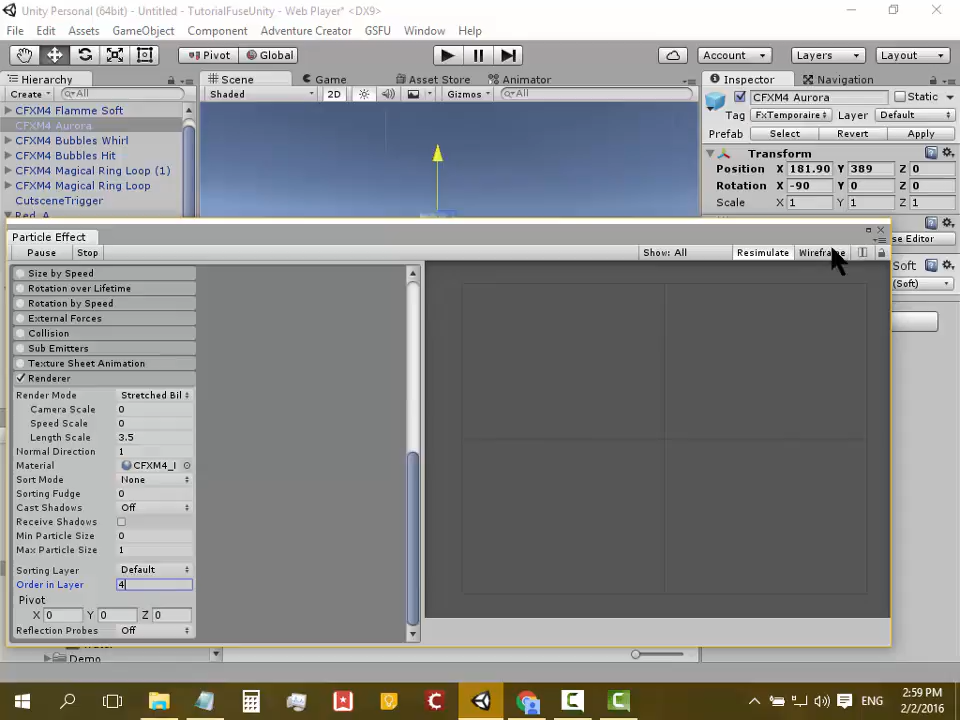 Unity Personal (64bit) - Untitled - TutorialFuseUnity - Web Player* <DX9>
File Edit Assets GameObject Component Adventure Creator GSFU Window Help
Pivot Global Account Layers Layout
Hierarchy Scene Game Asset Store Animator Inspector Navigation
Create All Shaded 2D Gizmos All CFXM4 Aurora Static
CFXM4 Flamme Soft
Tag FxTemporaire Layer Default
CFXM4 Aurora
Prefab Select Revert Apply
CFXM4 Bubbles Whirl
CFXM4 Bubbles Hit
Transform
CFXM4 Magical Ring Loop (1)
Position X 181.90 Y 389 Z 0
CFXM4 Magical Ring Loop
Rotation X -90 Y 0 Z 0
CutsceneTrigger
Scale X 1 Y 1 Z 1
Red_A
Particle Effect
se Editor
Pause Stop Show: All Resimulate Wireframe
Soft
(Soft)
Size by Speed
Rotation over Lifetime
Rotation by Speed
External Forces
Collision
Sub Emitters
Texture Sheet Animation
Renderer
Render Mode Stretched Bil
Camera Scale 0
Speed Scale 0
Length Scale 3.5
Normal Direction 1
Material CFXM4_
Sort Mode None
Sorting Fudge 0
Cast Shadows Off
Receive Shadows
Min Particle Size 0
Max Particle Size 1
Sorting Layer Default
Order in Layer 4
Pivot
X 0 Y 0 Z 0
Reflection Probes Off
Demo
ENG
2:59 PM
2/2/2016